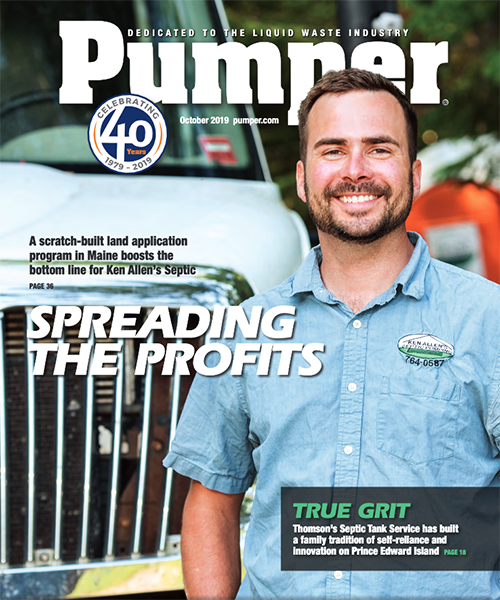 DEDICATED TO THE LIQUID WASTE INDUSTRY
Pumper
October 2019 pumper.com
CELEBRATING
40
Years
1979 - 2019
A scratch-built land application
program in Maine boosts the
bottom line for Ken Allen's Septic
PAGE 36
SPREADING
THE PROFITS
KEN ALLEN'S
764-0587
TRUE GRIT
Thomson's Septic Tank Service has built
a family tradition of self-reliance and
innovation on Prince Edward Island PAGE 18